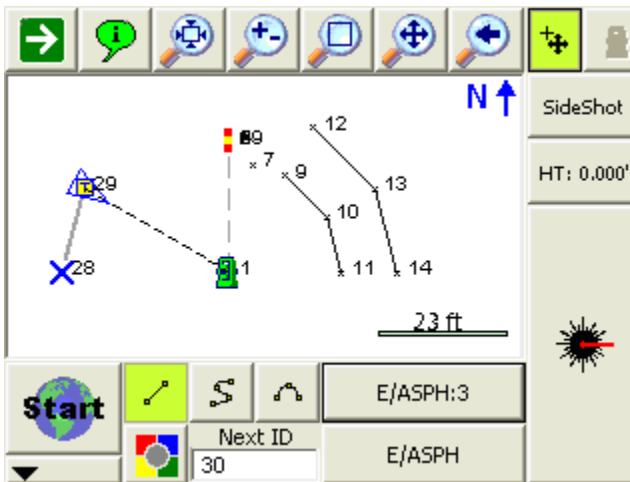 N
SideShot
HT: 0.000'
12
7
9
13
29
10
28
1
11
14
23 ft
Start
E/ASPH:3
Next ID
30
E/ASPH